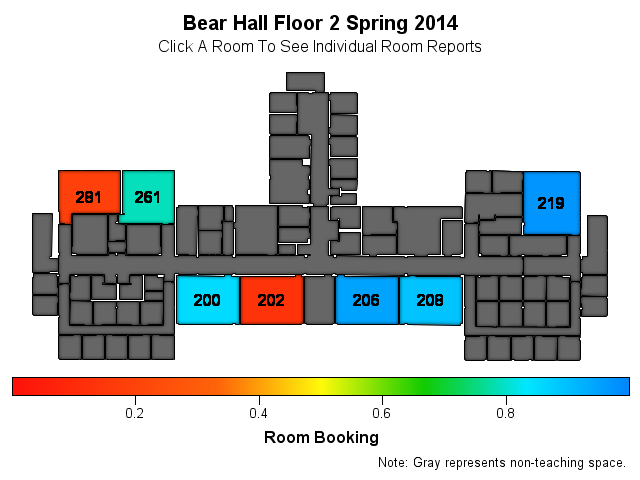 Bear Hall Floor 2 Spring 2014
Click A Room To See Individual Room Reports
281 261 219
200 202 206 208
0.2 0.4 0.6 0.8
Room Booking
Note: Gray represents non-teaching space.